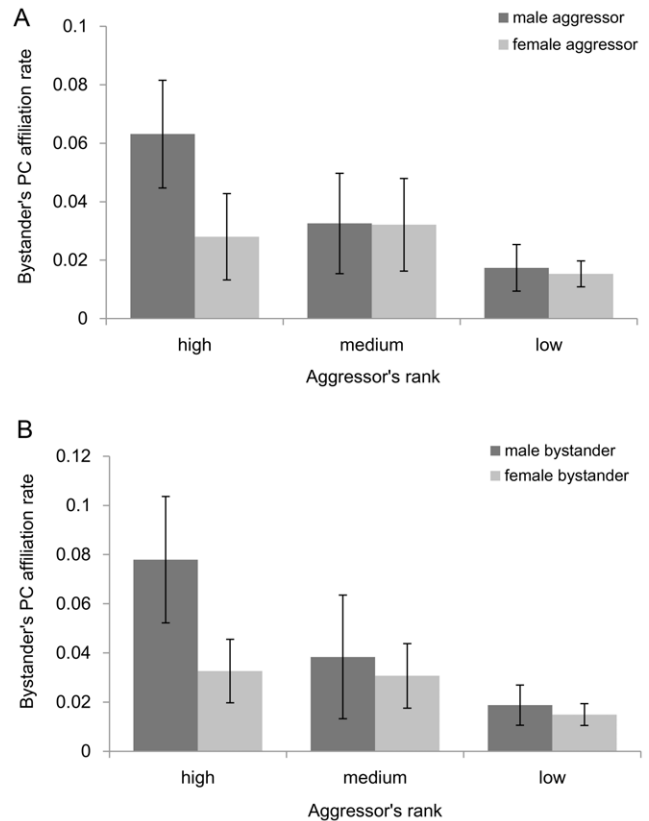 A
male aggressor
female aggressor
Bystander's PC affiliation rate
0.1
0.08
0.06
0.04
0.02
0
high medium low
Aggressor's rank
B
male bystander
female bystander
Bystander's PC affiliation rate
0.12
0.1
0.08
0.06
0.04
0.02
0
high medium low
Aggressor's rank